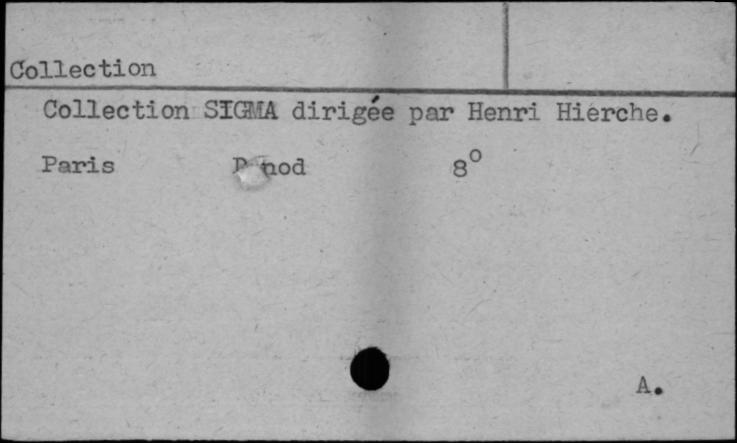 Collection
Collection SIGMA dirigée par Henri Hierche.
Paris 8°
A.